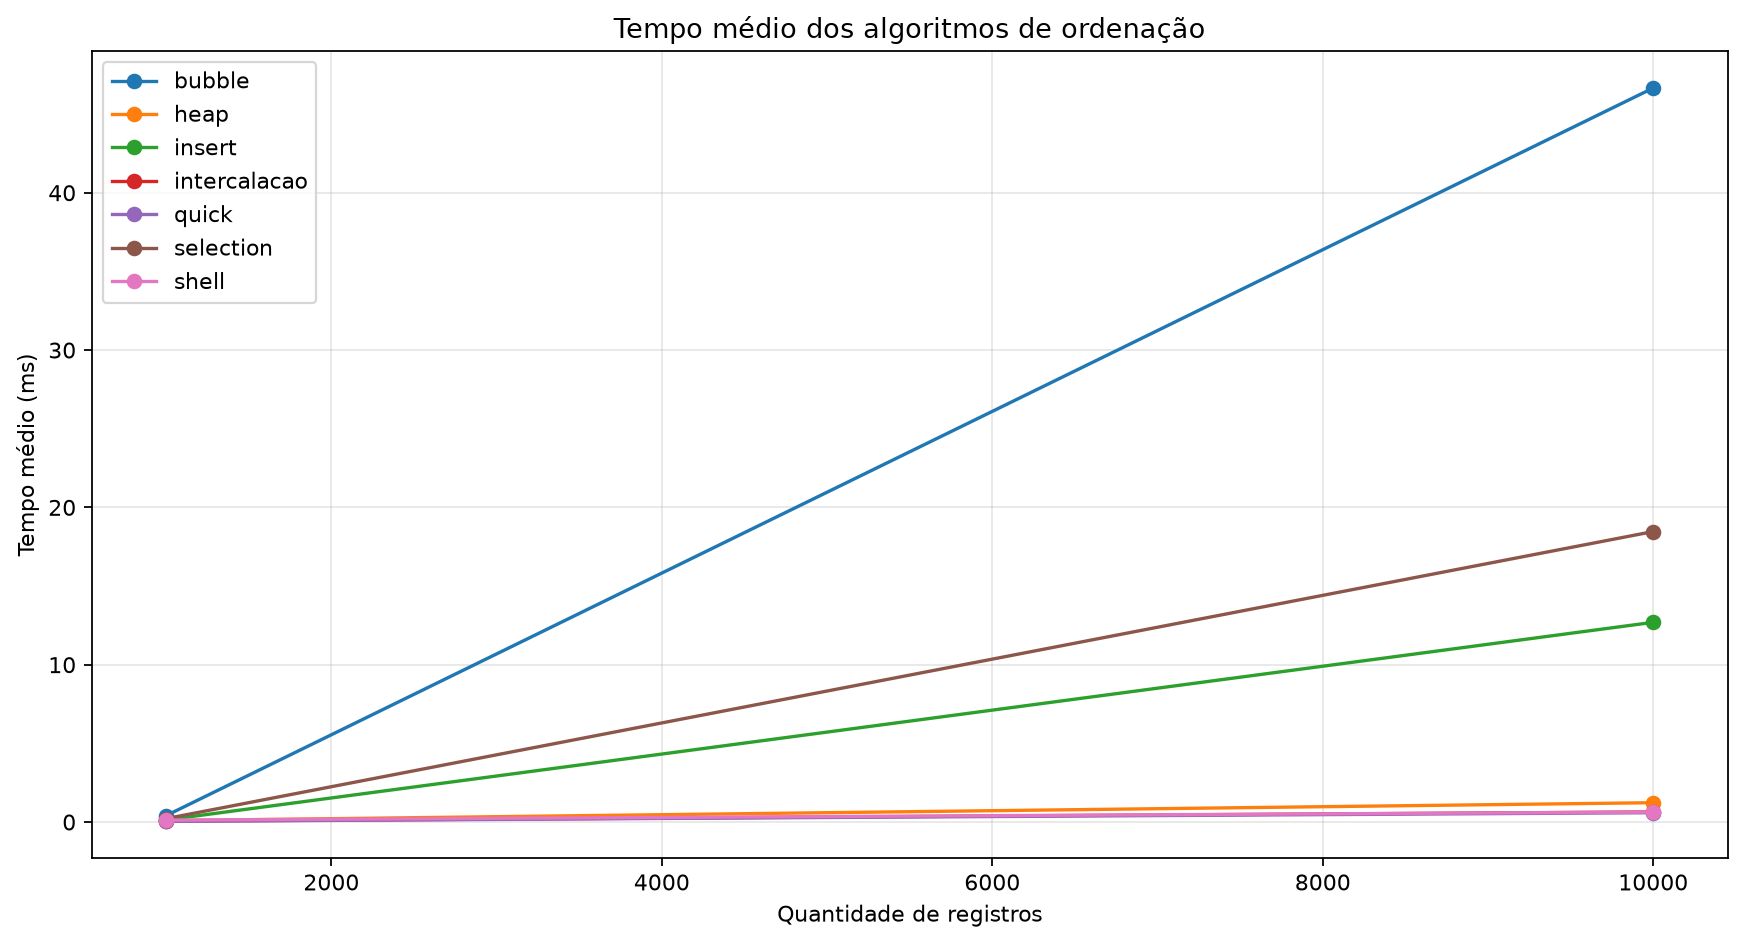 Tempo médio dos algoritmos de ordenação
bubble
heap
insert
intercalacao
quick
selection
shell
Tempo médio (ms)
40
30
20
10
0
2000
4000
6000
8000
10000
Quantidade de registros